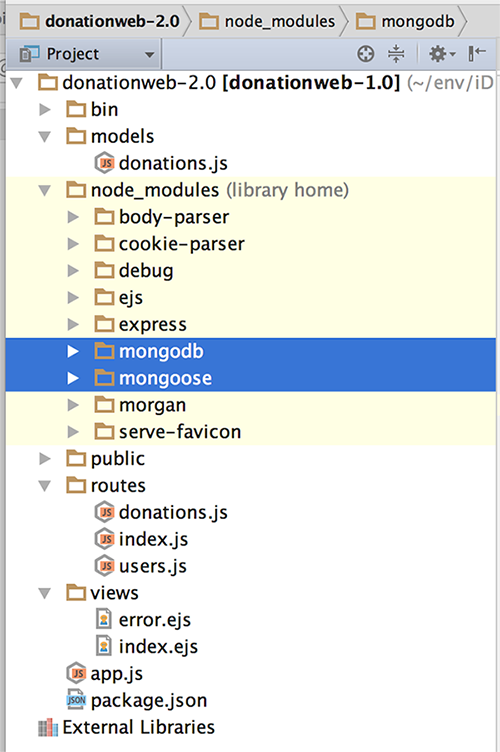 donationweb-2.0 node_modules mongodb
Project
donationweb-2.0 [donationweb-1.0] (~/env/iD
bin
models
donations.js
node_modules (library home)
body-parser
cookie-parser
debug
ejs
express
mongodb
mongoose
morgan
serve-favicon
public
routes
donations.js
index.js
users.js
views
error.ejs
index.ejs
app.js
package.json
External Libraries